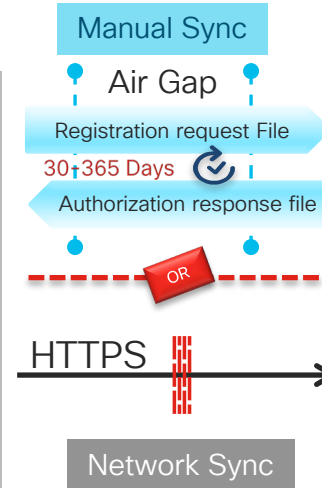 Manual Sync
Air Gap
Registration request File
30-365 Days
Authorization response file
OR
HTTPS
Network Sync